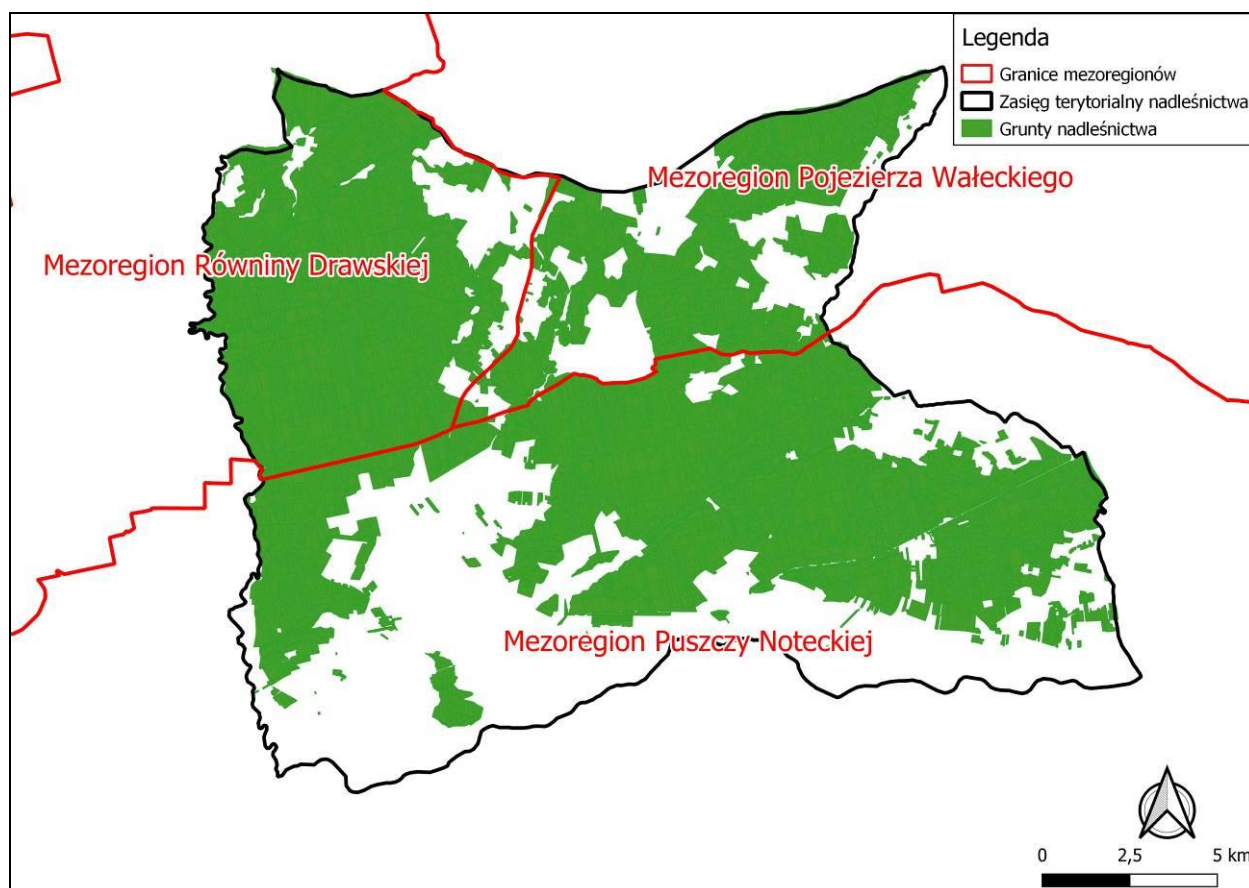 Legenda
Granice mezoregionów
Zasięg terytorialny nadleśnictwa
Grunty nadleśnictwa
Mezoregion Pojezierza Wałeckiego
Mezoregion Równiny Drawskiej
Mezoregion Puszczy Noteckiej
0 2,5 5 km